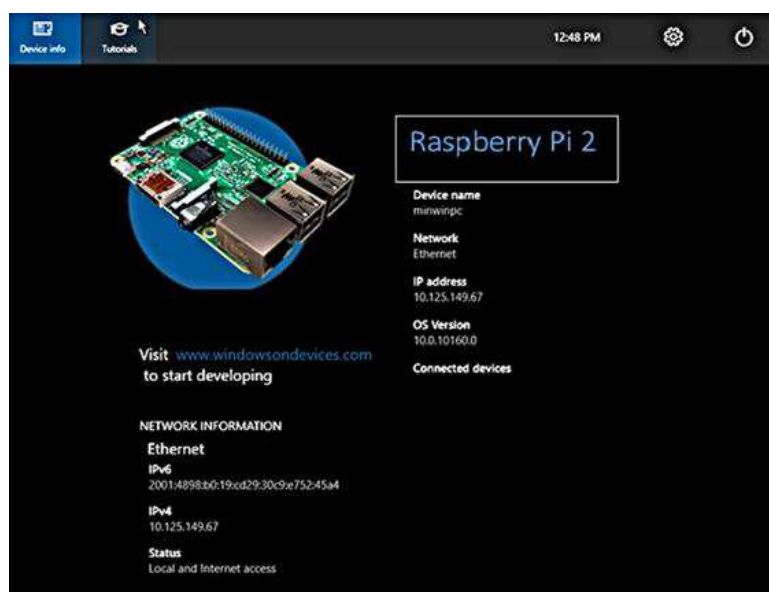 Device info
Tutorials
12:48 PM
Raspberry Pi 2
Device name
minwinpc
Network
Ethernet
IP address
10.125.149.67
OS Version
10.0.10160.0
Connected devices
Visit www.windowsondevices.com
to start developing
NETWORK INFORMATION
Ethernet
IPv6
2001:4898:b0:19:cd29:30c9:e752:45a4
IPv4
10.125.149.67
Status
Local and Internet access